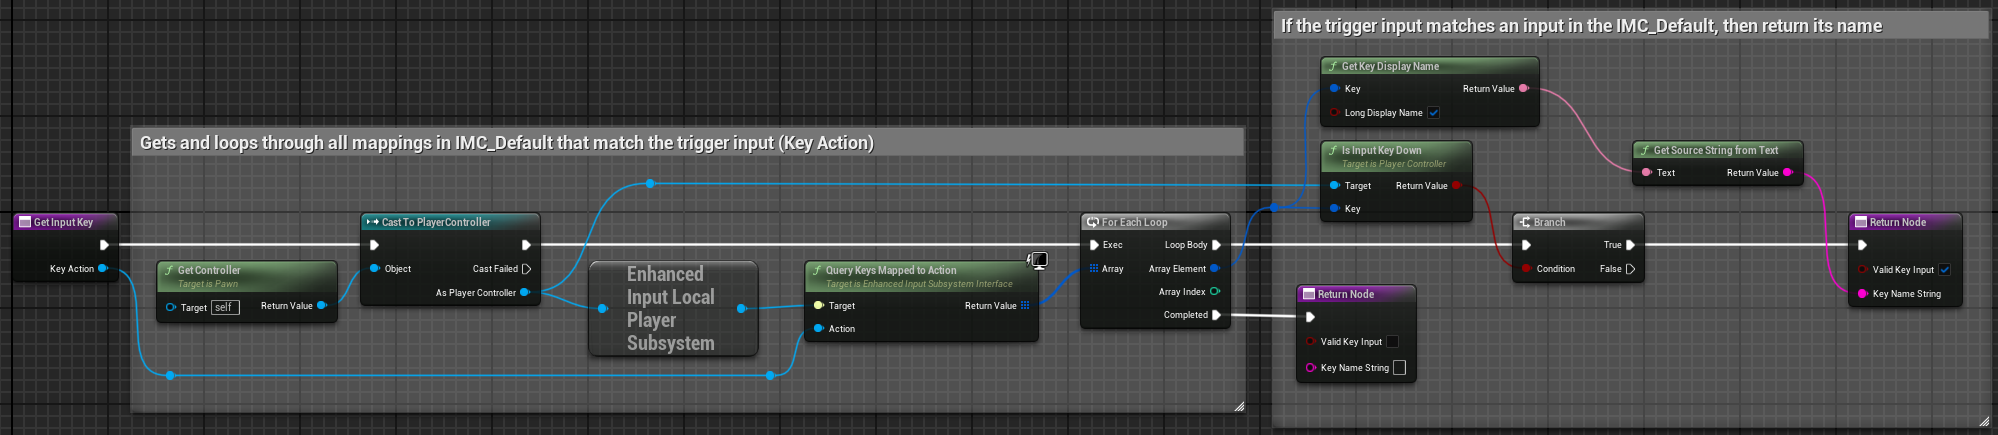 If the trigger input matches an input in the IMC_Default, then return its name
Get Key Display Name
Key
Return Value
Long Display Name
Gets and loops through all mappings in IMC_Default that match the trigger input (Key Action)
Is Input Key Down
Target is Player Controller
Target
Return Value
Key
Get Source String from Text
Text
Return Value
Get Input Key
Key Action
Get Controller
Target is Pawn
Target
self
Return Value
Cast To PlayerController
Object
Cast Failed
As Player Controller
Enhanced
Input Local
Player
Subsystem
Query Keys Mapped to Action
Target is Enhanced Input Subsystem Interface
Target
Return Value
Action
For Each Loop
Exec
Loop Body
Array
Array Element
Array Index
Completed
Return Node
Valid Key Input
Key Name String
Branch
True
Condition
False
Return Node
Valid Key Input
Key Name String